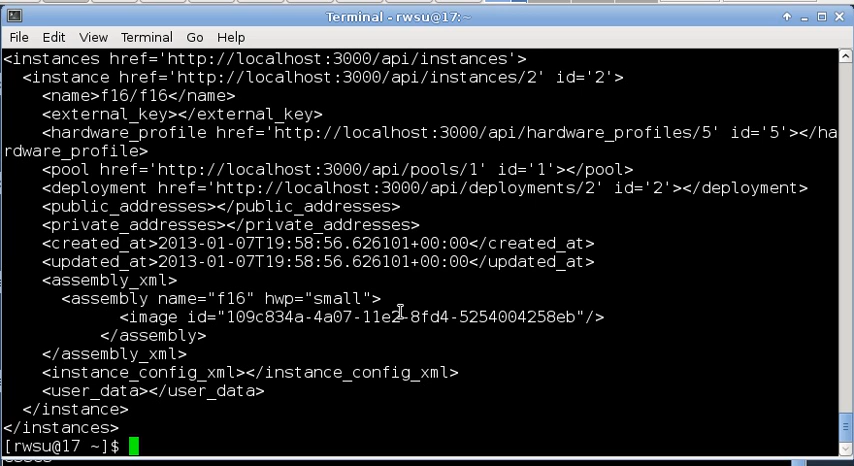 Terminal - rwsu@17:~
File Edit View Terminal Go Help
<instances href='http://localhost:3000/api/instances'>
  <instance href='http://localhost:3000/api/instances/2' id='2'>
    <name>f16/f16</name>
    <external_key></external_key>
    <hardware_profile href='http://localhost:3000/api/hardware_profiles/5' id='5'></ha
rdware_profile>
    <pool href='http://localhost:3000/api/pools/1' id='1'></pool>
    <deployment href='http://localhost:3000/api/deployments/2' id='2'></deployment>
    <public_addresses></public_addresses>
    <private_addresses></private_addresses>
    <created_at>2013-01-07T19:58:56.626101+00:00</created_at>
    <updated_at>2013-01-07T19:58:56.626101+00:00</updated_at>
    <assembly_xml>
      <assembly name="f16" hwp="small">
            <image id="109c834a-4a07-11e2-8fd4-5254004258eb"/>
          </assembly>
    </assembly_xml>
    <instance_config_xml></instance_config_xml>
    <user_data></user_data>
  </instance>
</instances>
[rwsu@17 ~]$